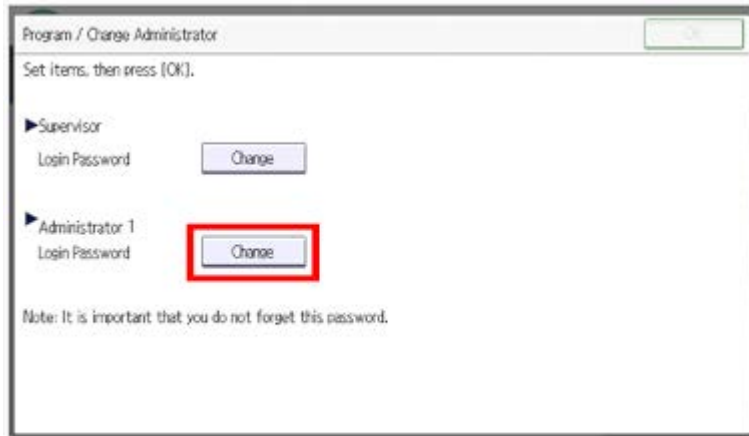 Program / Change Administrator
OK
Set items, then press [OK].
▶Supervisor
Login Password Change
▶Administrator 1
Login Password Change
Note: It is important that you do not forget this password.